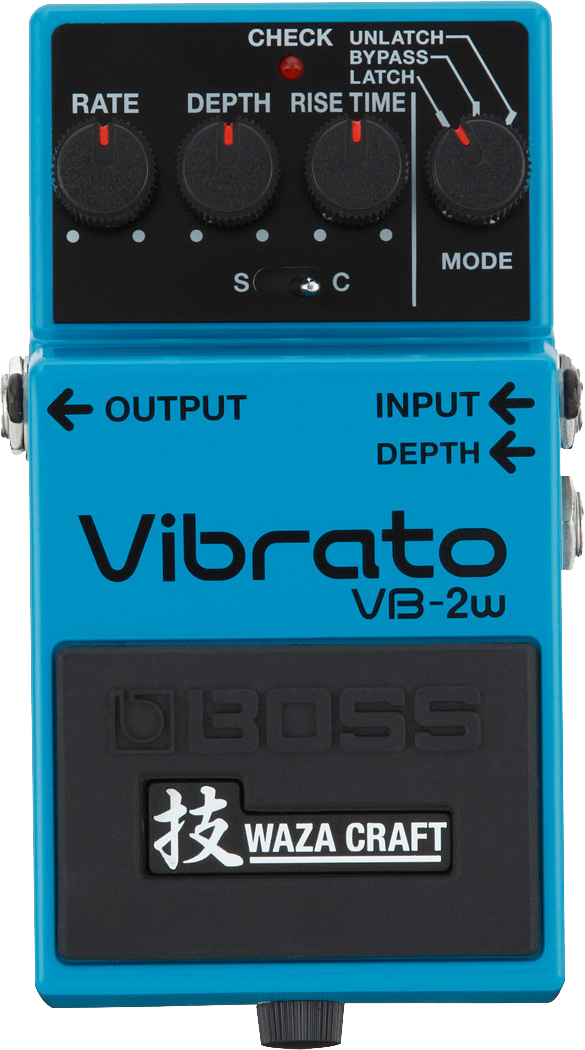 CHECK
UNLATCH
BYPASS
LATCH
RATE
DEPTH
RISE TIME
MODE
S
C
OUTPUT
INPUT
DEPTH
Vibrato
VB-2w
BOSS
技 WAZA CRAFT